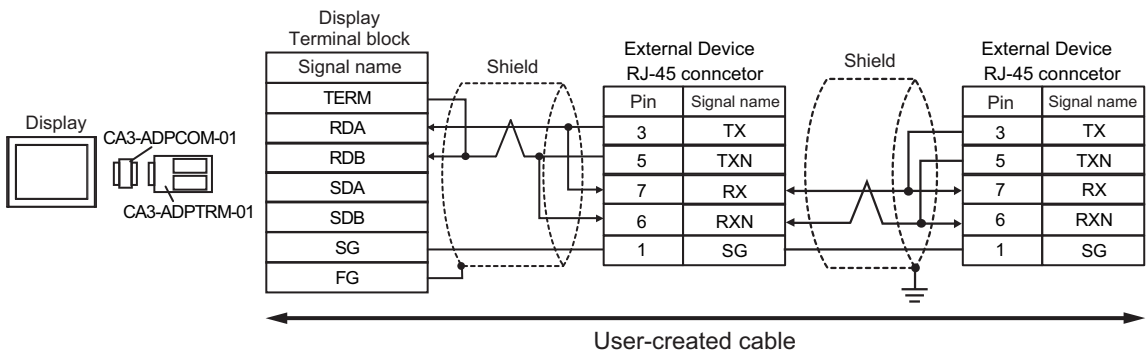 Display
CA3-ADPCOM-01
CA3-ADPTRM-01
Display
Terminal block
Signal name
TERM
RDA
RDB
SDA
SDB
SG
FG
Shield
External Device
RJ-45 conncetor
Pin Signal name
3 TX
5 TXN
7 RX
6 RXN
1 SG
Shield
External Device
RJ-45 conncetor
Pin Signal name
3 TX
5 TXN
7 RX
6 RXN
1 SG
User-created cable